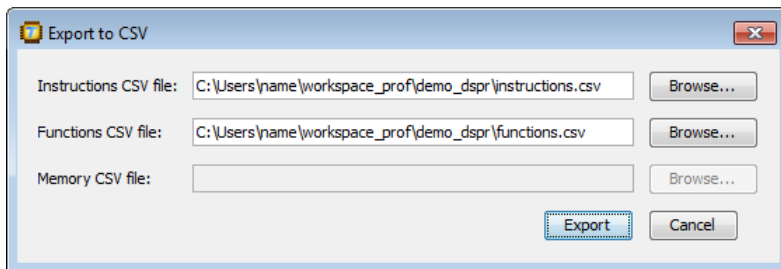 Export to CSV
Instructions CSV file: C:\Users\name\workspace_prof\demo_dspr\instructions.csv Browse...
Functions CSV file: C:\Users\name\workspace_prof\demo_dspr\functions.csv Browse...
Memory CSV file: Browse...
Export Cancel